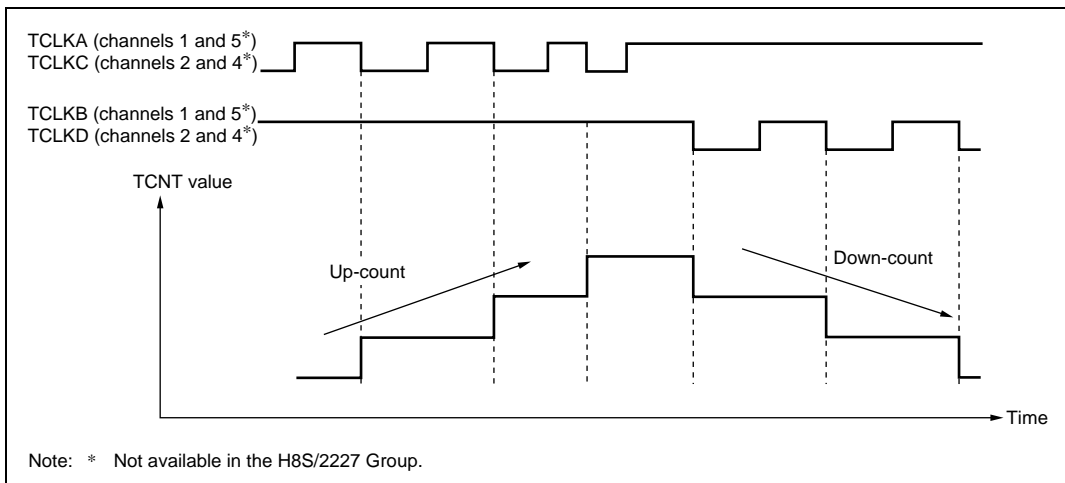 TCLKA (channels 1 and 5*)
TCLKC (channels 2 and 4*)
TCLKB (channels 1 and 5*)
TCLKD (channels 2 and 4*)
TCNT value
Up-count
Down-count
Time
Note: * Not available in the H8S/2227 Group.